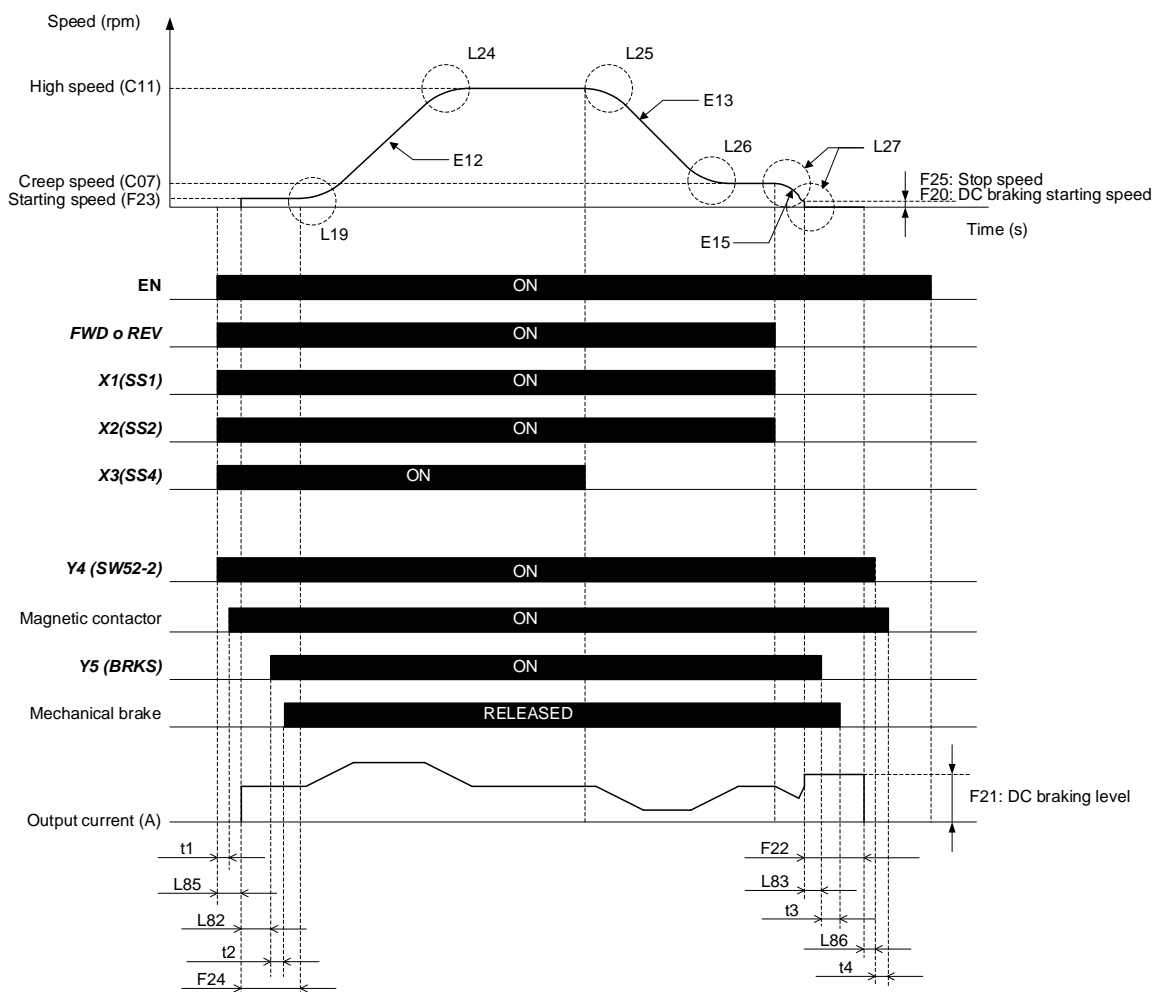 Speed (rpm)
L24
L25
High speed (C11)
E13
E12
L26
L27
Creep speed (C07)
Starting speed (F23)
F25: Stop speed
F20: DC braking starting speed
L19
E15
Time (s)
EN
ON
FWD o REV
ON
X1(SS1)
ON
X2(SS2)
ON
X3(SS4)
ON
Y4 (SW52-2)
ON
Magnetic contactor
ON
Y5 (BRKS)
ON
Mechanical brake
RELEASED
F21: DC braking level
Output current (A)
t1
F22
L85
L83
L82
t3
t2
L86
F24
t4